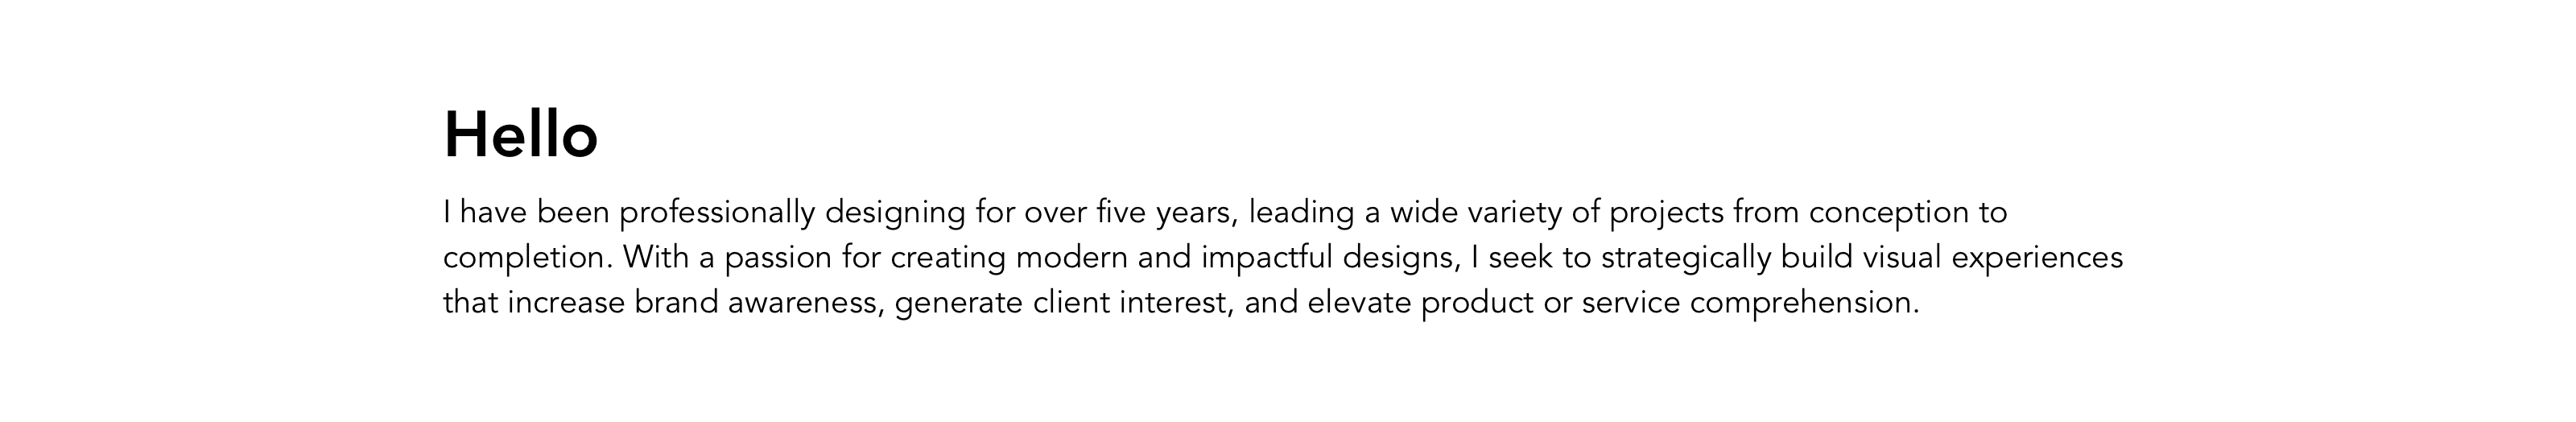 Hello
I have been professionally designing for over five years, leading a wide variety of projects from conception to
completion. With a passion for creating modern and impactful designs, I seek to strategically build visual experiences
that increase brand awareness, generate client interest, and elevate product or service comprehension.